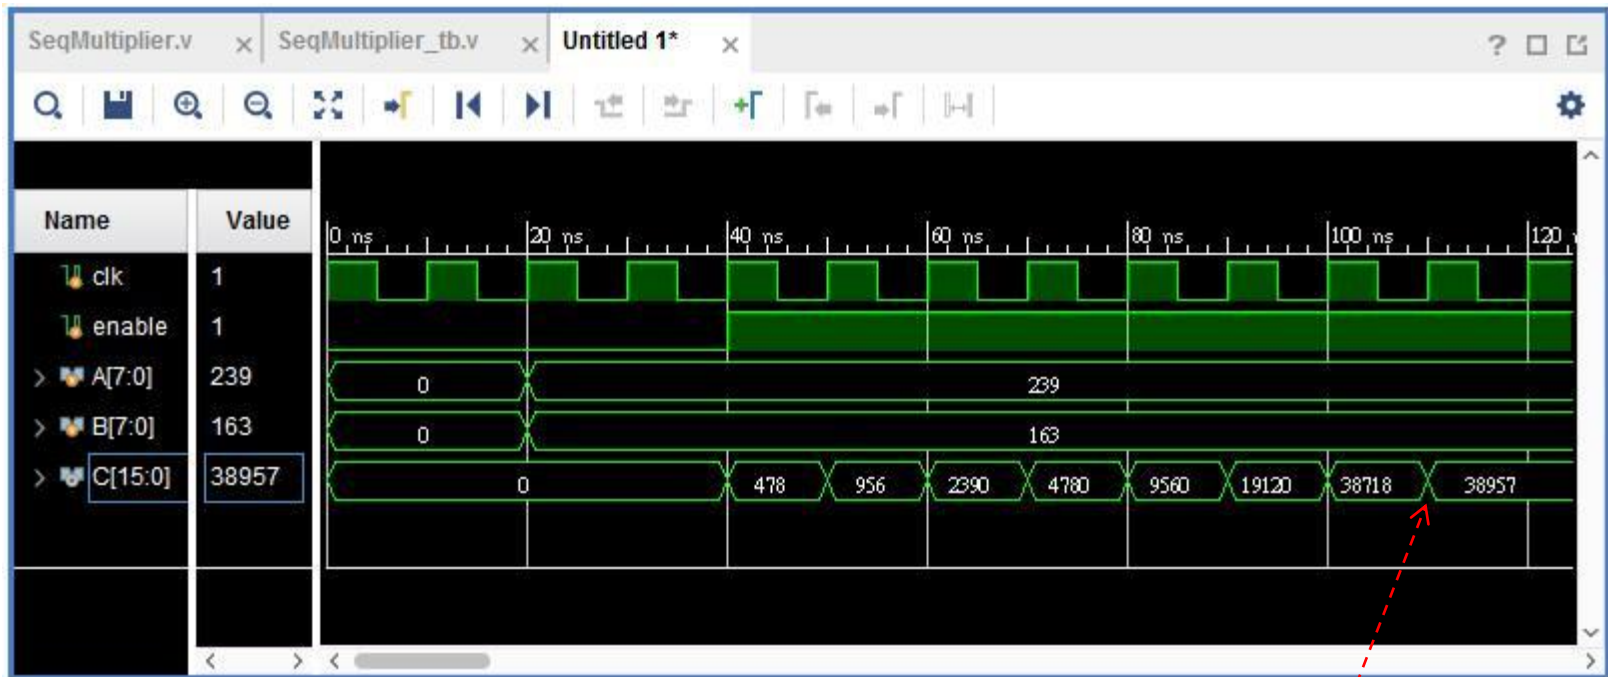 SeqMultiplier.v × SeqMultiplier_tb.v × Untitled 1* × ?
Name Value
0 ns 20 ns 40 ns 60 ns 80 ns 100 ns 120
clk 1
enable 1
A[7:0] 239 0 239
B[7:0] 163 0 163
C[15:0] 38957 0 478 956 2390 4780 9560 19120 38718 38957